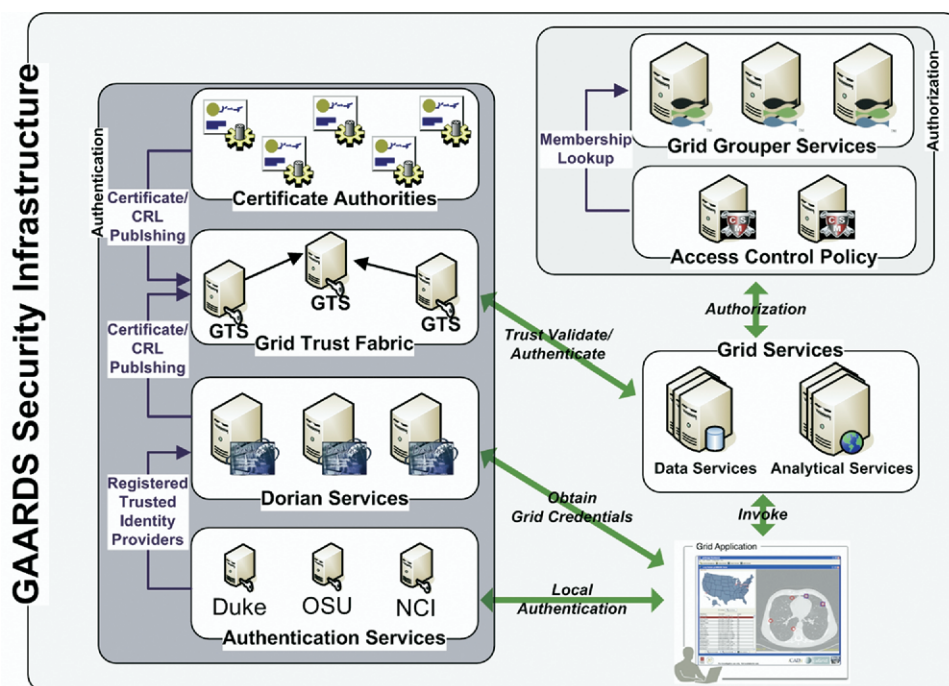 GAARDS Security Infrastructure
Authentication
Certificate Authorities
Certificate/
CRL
Publshing
GTS
GTS
GTS
Grid Trust Fabric
Certificate/
CRL
Publshing
Dorian Services
Registered
Trusted
Identity
Providers
Duke
OSU
NCI
Authentication Services
Authorization
Grid Grouper Services
Membership
Lookup
CSM
CSM
Access Control Policy
Authorization
Trust Validate/
Authenticate
Grid Services
Data Services
Analytical Services
Obtain
Grid Credentials
Invoke
Local
Authentication
Grid Application